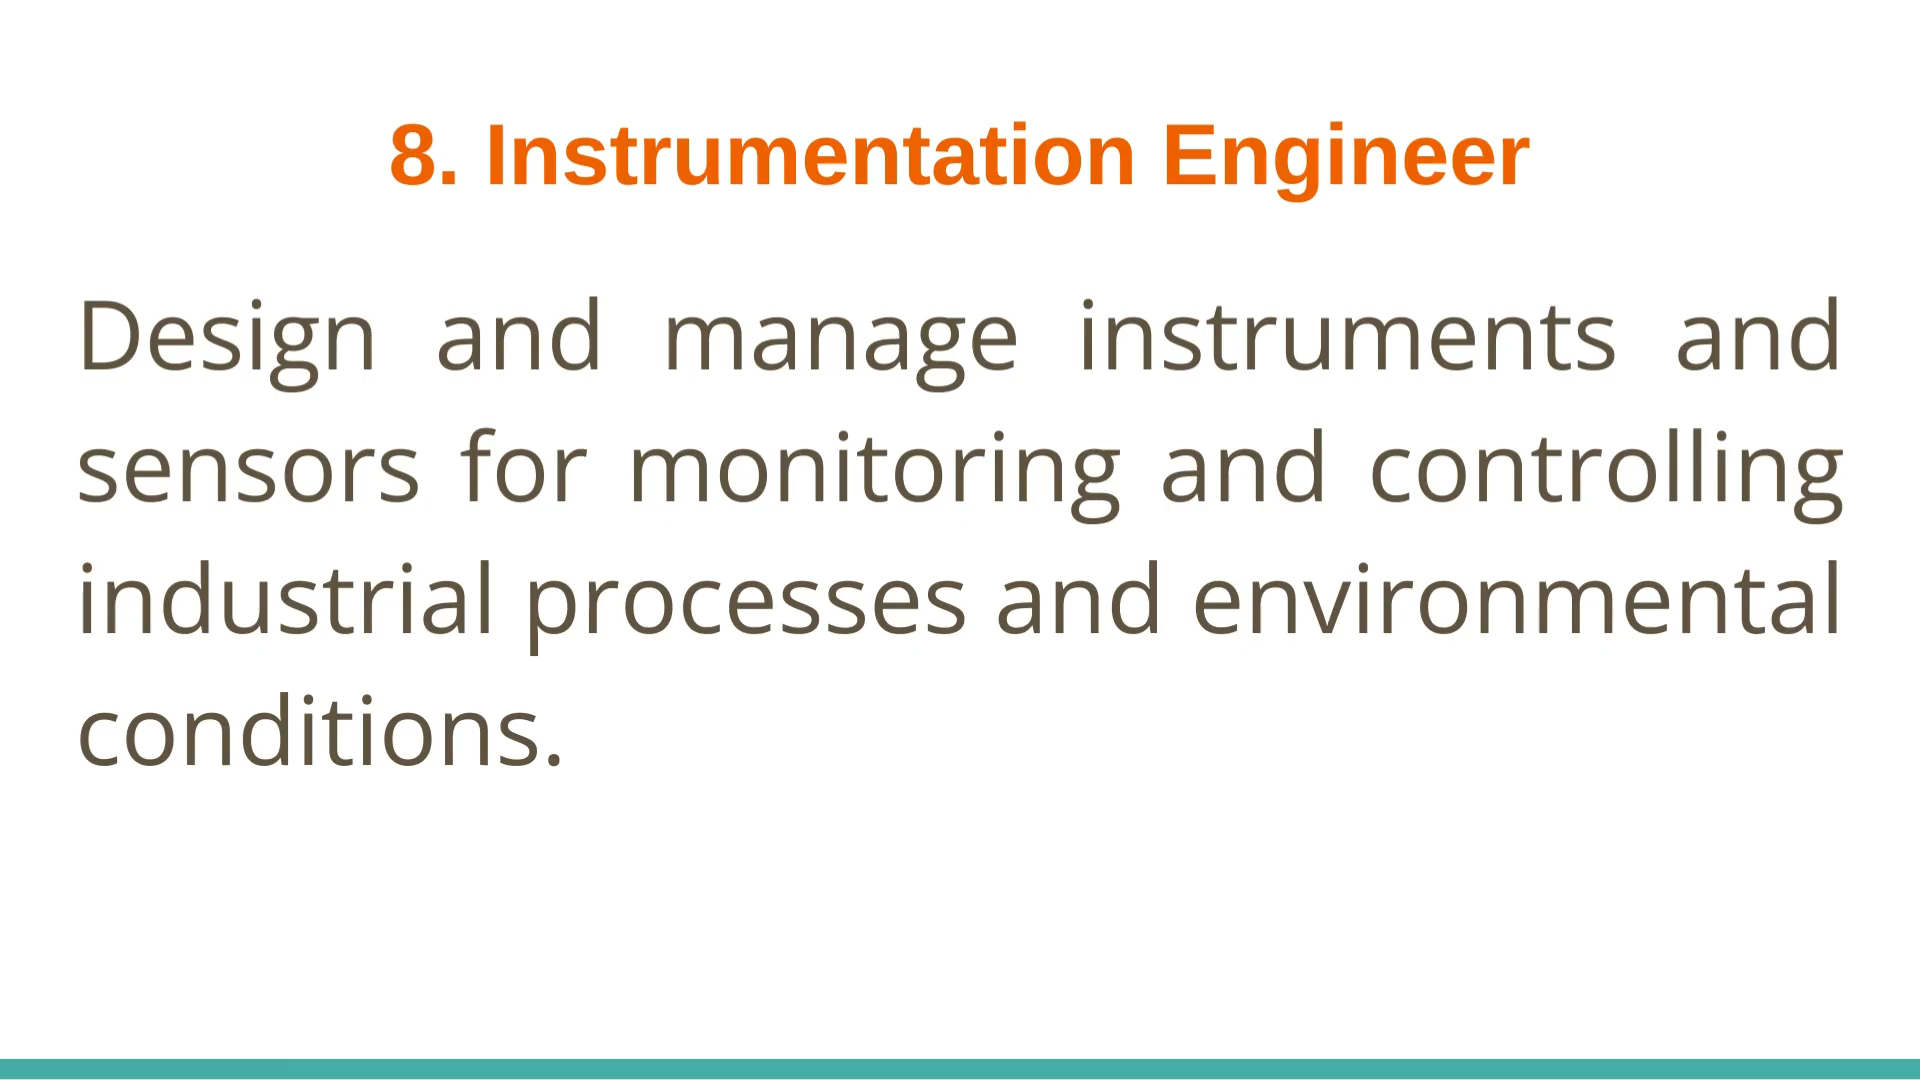 8. Instrumentation Engineer
Design and manage instruments and
sensors for monitoring and controlling
industrial processes and environmental
conditions.